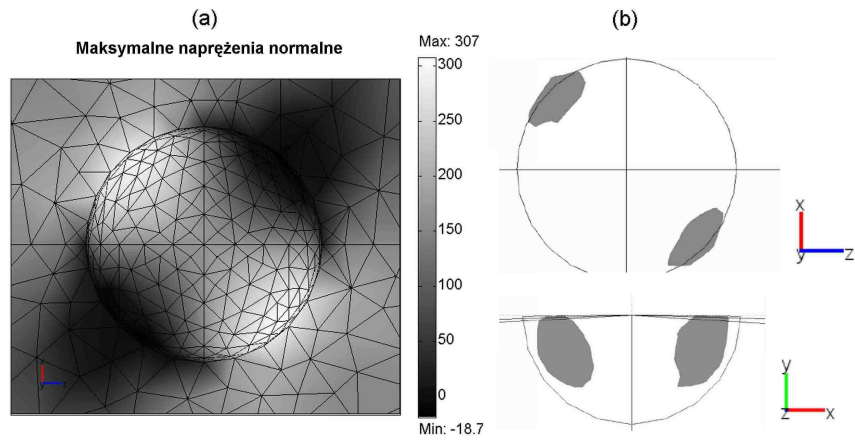 (a)
(b)
Maksymalne naprężenia normalne
Max: 307
300
250
200
150
100
50
0
Min: -18.7
x
y
z
x
y
z
y
z
x